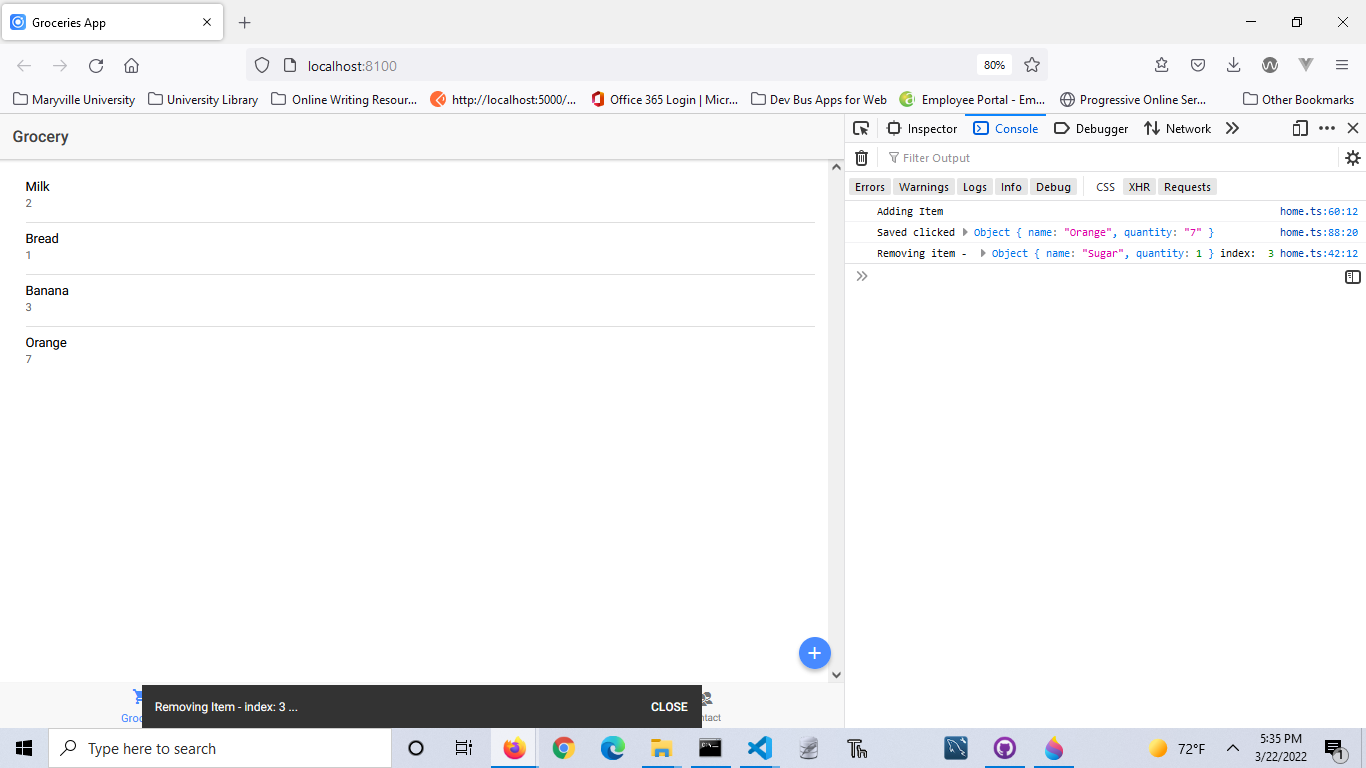 Groceries App
localhost:8100
80%
Maryville University
University Library
Online Writing Resour...
http://localhost:5000/...
Office 365 Login | Micr...
Dev Bus Apps for Web
Employee Portal - Em...
Progressive Online Ser...
Other Bookmarks
Grocery
Milk
2
Bread
1
Banana
3
Orange
7
Removing Item - index: 3 ...
CLOSE
Groc
ntact
Inspector
Console
Debugger
Network
Filter Output
Errors
Warnings
Logs
Info
Debug
CSS
XHR
Requests
Adding Item home.ts:60:12
Saved clicked Object { name: "Orange", quantity: "7" } home.ts:88:20
Removing item - Object { name: "Sugar", quantity: 1 } index: 3 home.ts:42:12
Type here to search
72°F
5:35 PM
3/22/2022
1